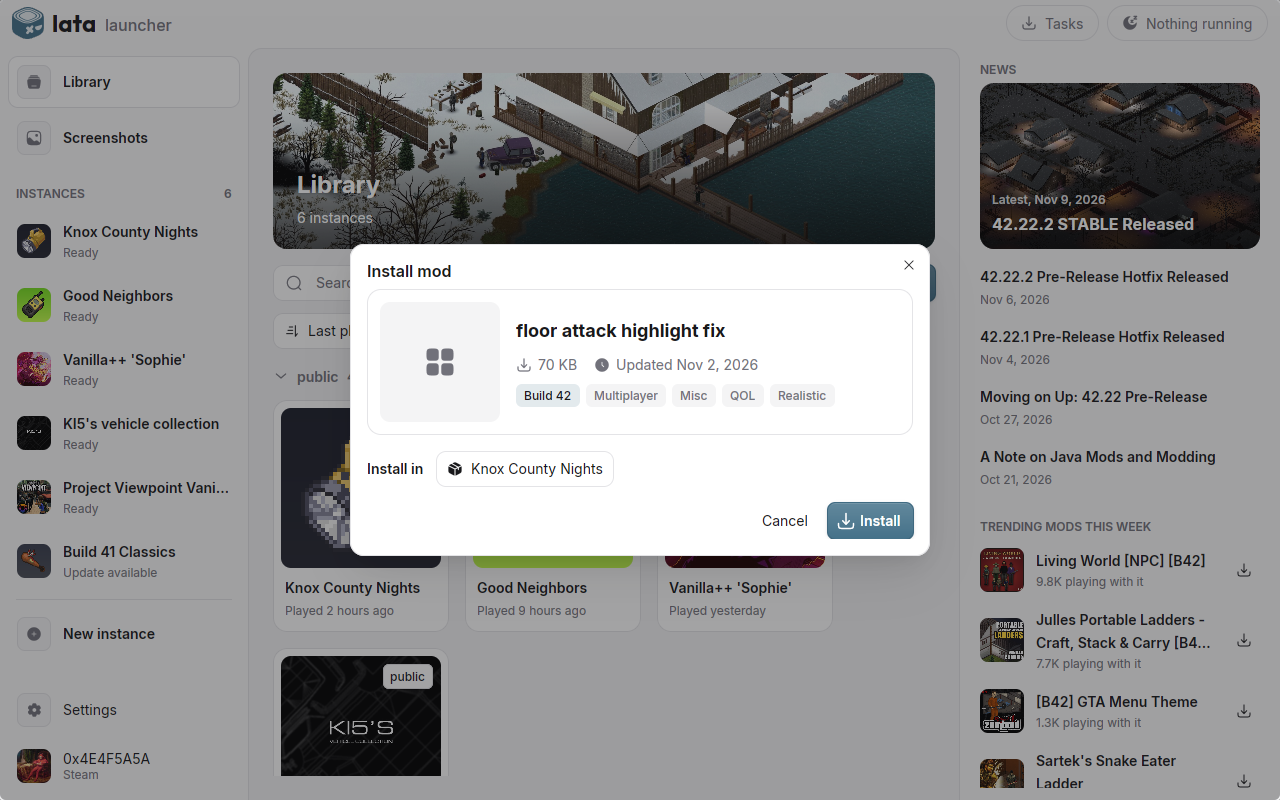 lata launcher
Tasks
Nothing running
Library
Screenshots
INSTANCES 6
Knox County Nights
Ready
Good Neighbors
Ready
Vanilla++ 'Sophie'
Ready
KI5's vehicle collection
Ready
Project Viewpoint Vani...
Ready
Build 41 Classics
Update available
New instance
Settings
0x4E4F5A5A
Steam
Library
6 instances
Last pl
public
Install mod
floor attack highlight fix
70 KB
Updated Nov 2, 2026
Build 42
Multiplayer
Misc
QOL
Realistic
Install in
Knox County Nights
Cancel
Install
Knox County Nights
Played 2 hours ago
Good Neighbors
Played 9 hours ago
Vanilla++ 'Sophie'
Played yesterday
public
KI5'S
NEWS
Latest, Nov 9, 2026
42.22.2 STABLE Released
42.22.2 Pre-Release Hotfix Released
Nov 6, 2026
42.22.1 Pre-Release Hotfix Released
Nov 4, 2026
Moving on Up: 42.22 Pre-Release
Oct 27, 2026
A Note on Java Mods and Modding
Oct 21, 2026
TRENDING MODS THIS WEEK
Living World [NPC] [B42]
9.8K playing with it
PORTABLE
LADDERS
Julles Portable Ladders -
Craft, Stack & Carry [B4...
7.7K playing with it
[B42] GTA Menu Theme
1.3K playing with it
Sartek's Snake Eater
Ladder